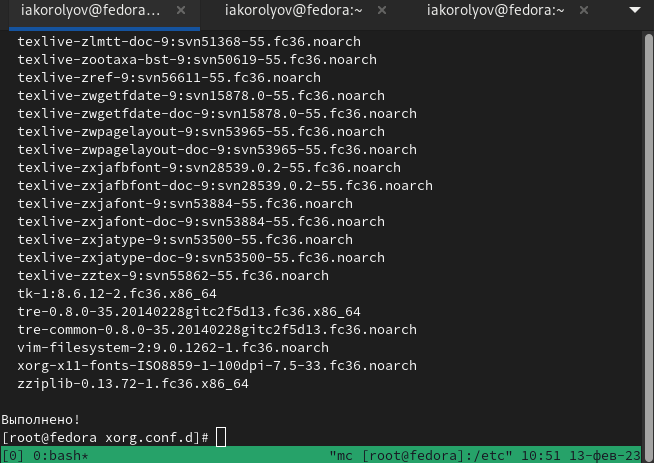 iakorolyov@fedora... × iakorolyov@fedora:~ × iakorolyov@fedora:~ ×
texlive-zlmtt-doc-9:svn51368-55.fc36.noarch
texlive-zootaxa-bst-9:svn50619-55.fc36.noarch
texlive-zref-9:svn56611-55.fc36.noarch
texlive-zwgetfdate-9:svn15878.0-55.fc36.noarch
texlive-zwgetfdate-doc-9:svn15878.0-55.fc36.noarch
texlive-zwpagelayout-9:svn53965-55.fc36.noarch
texlive-zwpagelayout-doc-9:svn53965-55.fc36.noarch
texlive-zxjafbfont-9:svn28539.0.2-55.fc36.noarch
texlive-zxjafbfont-doc-9:svn28539.0.2-55.fc36.noarch
texlive-zxjafont-9:svn53884-55.fc36.noarch
texlive-zxjafont-doc-9:svn53884-55.fc36.noarch
texlive-zxjatype-9:svn53500-55.fc36.noarch
texlive-zxjatype-doc-9:svn53500-55.fc36.noarch
texlive-zztex-9:svn55862-55.fc36.noarch
tk-1:8.6.12-2.fc36.x86_64
tre-0.8.0-35.20140228gitc2f5d13.fc36.x86_64
tre-common-0.8.0-35.20140228gitc2f5d13.fc36.noarch
vim-filesystem-2:9.0.1262-1.fc36.noarch
xorg-x11-fonts-ISO8859-1-100dpi-7.5-33.fc36.noarch
zziplib-0.13.72-1.fc36.x86_64
Выполнено!
[root@fedora xorg.conf.d]#
[0] 0:bash* "mc [root@fedora]:/etc" 10:51 13-фев-23